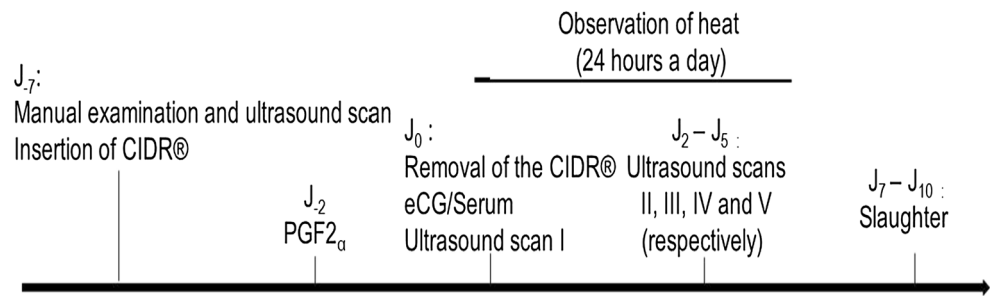 Observation of heat
(24 hours a day)
J-7:
Manual examination and ultrasound scan
Insertion of CIDR®
J-2
PGF2α
J0 :
Removal of the CIDR®
eCG/Serum
Ultrasound scan I
J2 – J5 :
Ultrasound scans
II, III, IV and V
(respectively)
J7 – J10 :
Slaughter